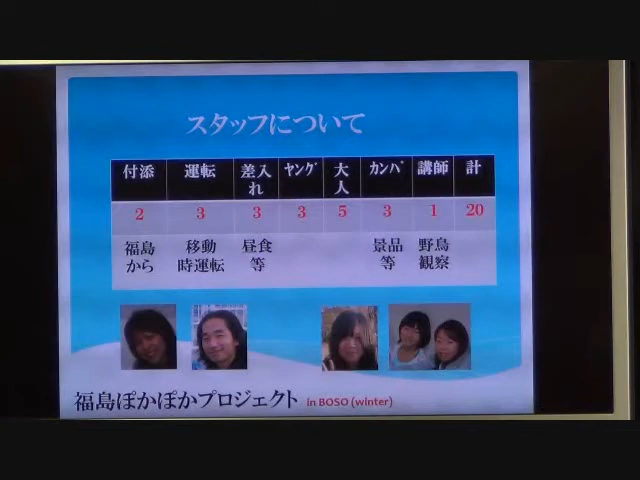 スタッフについて
付添 運転 差入れ ヤング 大人 カンパ 講師 計
2 3 3 3 5 3 1 20
福島から 移動時運転 昼食等 景品等 野鳥観察
福島ぽかぽかプロジェクト in BOSO (winter)